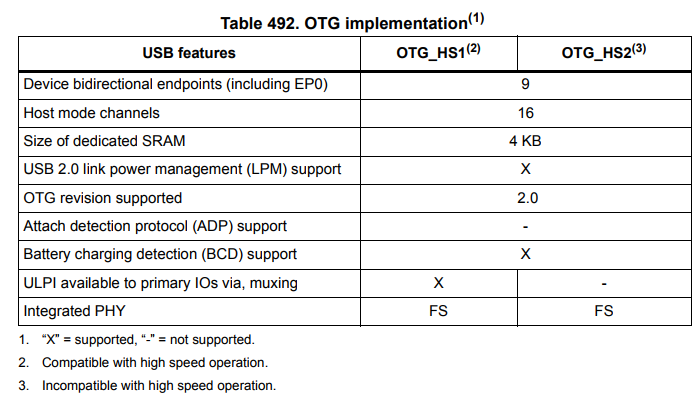 Table 492. OTG implementation(1)
USB features OTG_HS1(2) OTG_HS2(3)
Device bidirectional endpoints (including EP0) 9
Host mode channels 16
Size of dedicated SRAM 4 KB
USB 2.0 link power management (LPM) support X
OTG revision supported 2.0
Attach detection protocol (ADP) support -
Battery charging detection (BCD) support X
ULPI available to primary IOs via, muxing X -
Integrated PHY FS FS
1. “X” = supported, “-” = not supported.
2. Compatible with high speed operation.
3. Incompatible with high speed operation.